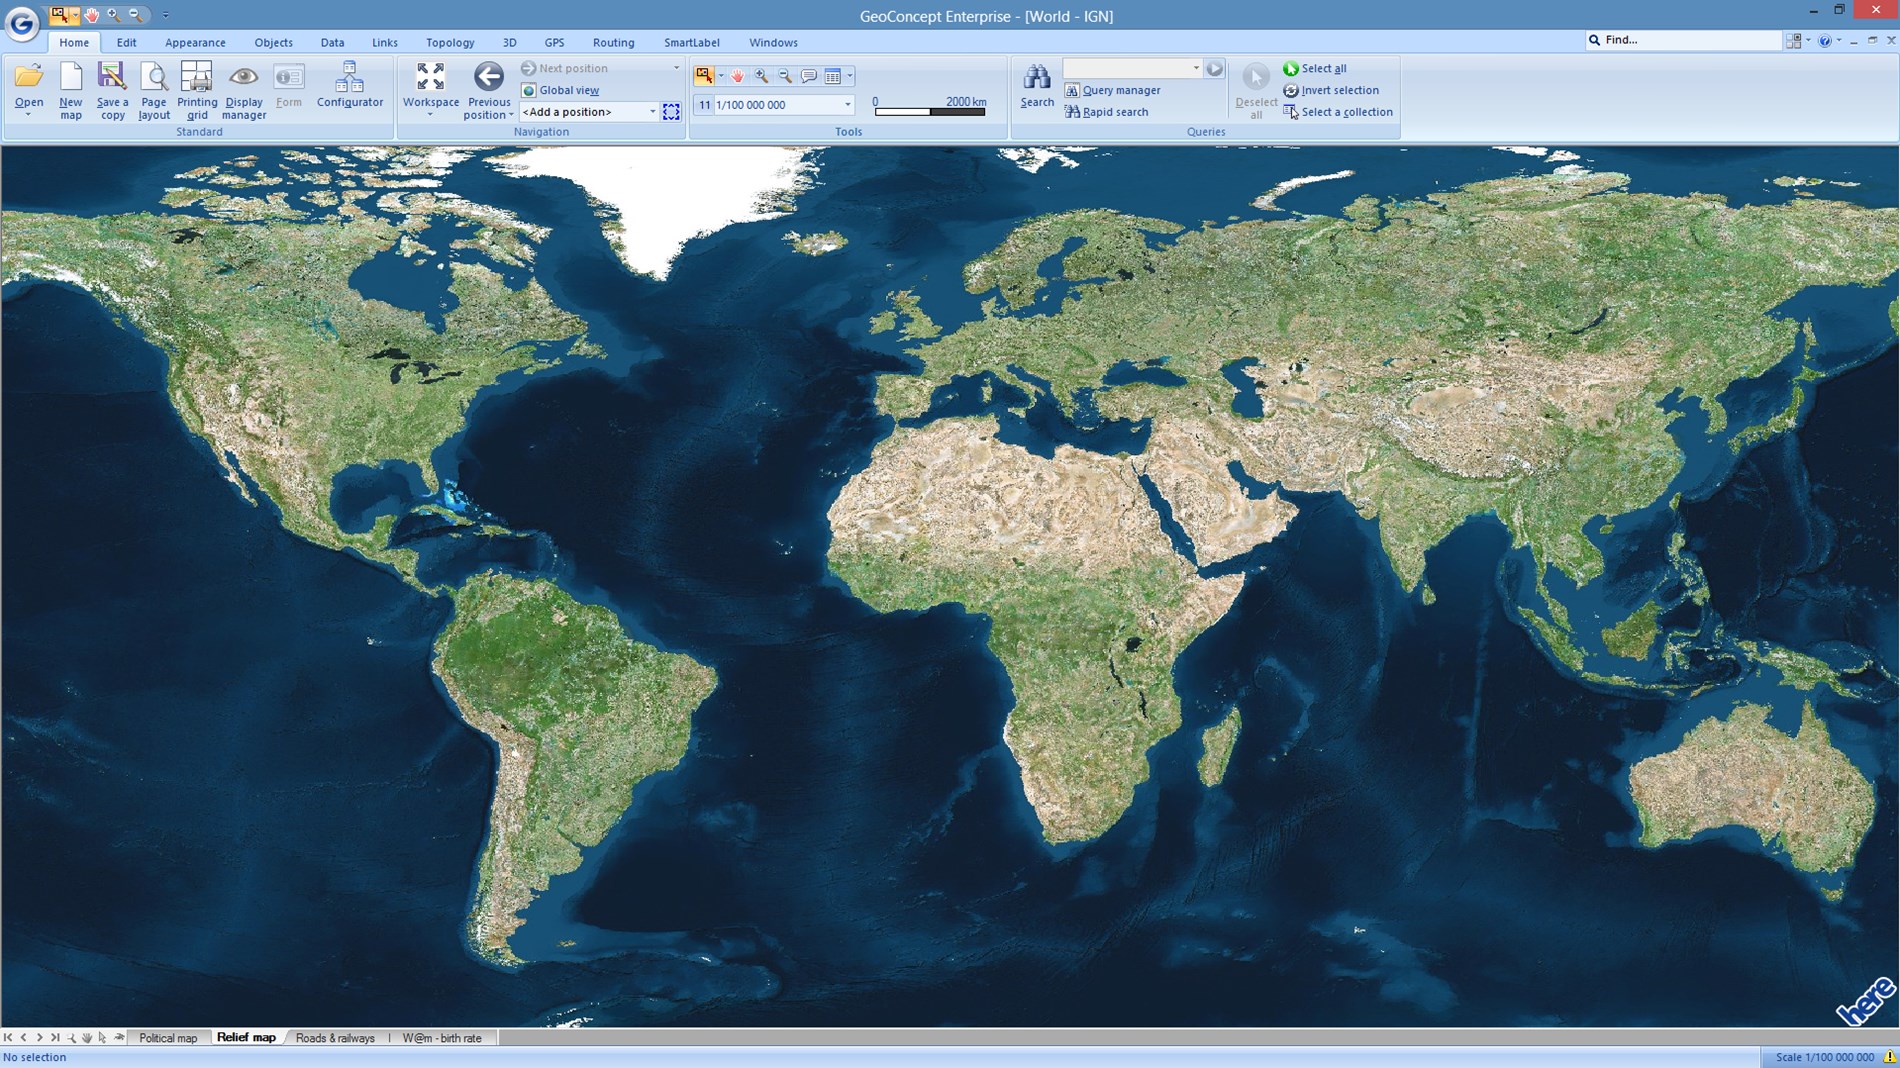 GeoConcept Enterprise - [World - IGN]
Home Edit Appearance Objects Data Links Topology 3D GPS Routing SmartLabel Windows
Find...
Open
New map
Save a copy
Page layout
Printing grid
Display manager
Form
Configurator
Standard
Workspace
Previous position
Next position
Global view
<Add a position>
Navigation
11 1/100 000 000
0 2000 km
Tools
Search
Query manager
Rapid search
Deselect all
Select all
Invert selection
Select a collection
Queries
here
Political map Relief map Roads & railways W@m - birth rate
No selection
Scale 1/100 000 000